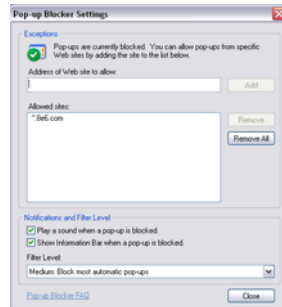 Pop-up Blocker Settings
Exceptions
Pop-ups are currently blocked. You can allow pop-ups from specific
Web sites by adding the site to the list below.
Address of Web site to allow:
Add
Allowed sites:
*.8e6.com
Remove
Remove All
Notifications and Filter Level
Play a sound when a pop-up is blocked.
Show Information Bar when a pop-up is blocked.
Filter Level:
Medium: Block most automatic pop-ups
Pop-up Blocker FAQ
Close